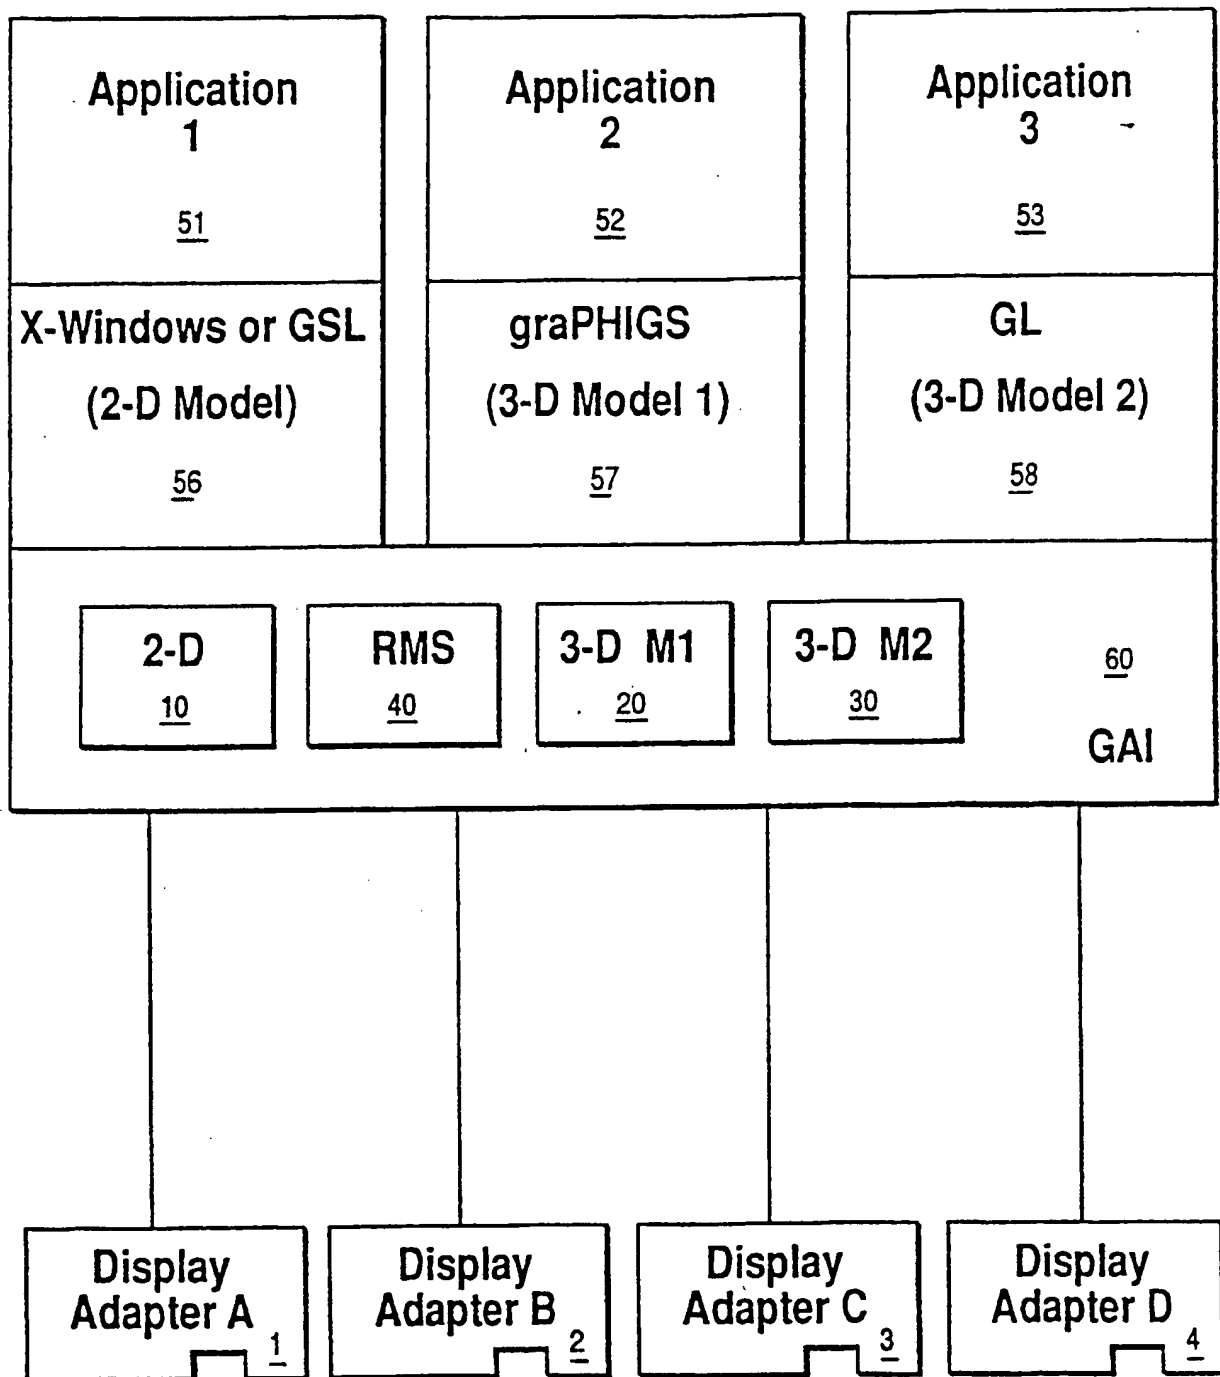 Application
1
51
Application
2
52
Application
3
53
X-Windows or GSL
(2-D Model)
56
graPHIGS
(3-D Model 1)
57
GL
(3-D Model 2)
58
2-D
10
RMS
40
3-D M1
20
3-D M2
30
60
GAI
Display
Adapter A
1
Display
Adapter B
2
Display
Adapter C
3
Display
Adapter D
4